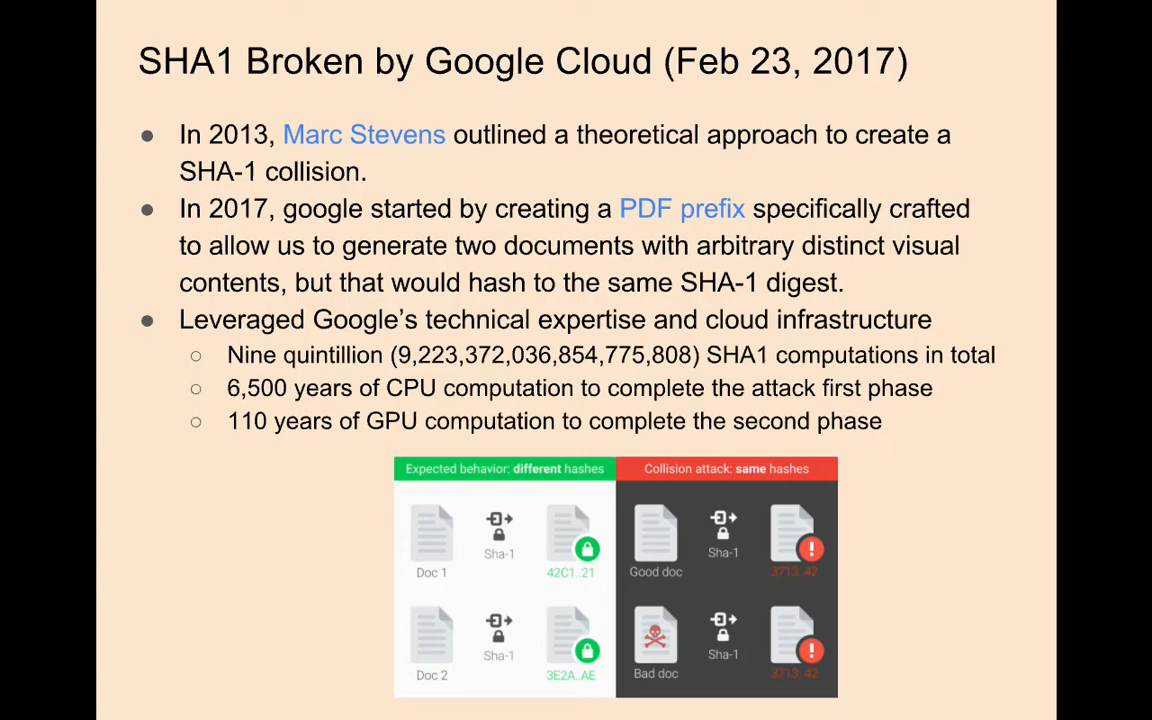 SHA1 Broken by Google Cloud (Feb 23, 2017)
● In 2013, Marc Stevens outlined a theoretical approach to create a
SHA-1 collision.
● In 2017, google started by creating a PDF prefix specifically crafted
to allow us to generate two documents with arbitrary distinct visual
contents, but that would hash to the same SHA-1 digest.
● Leveraged Google’s technical expertise and cloud infrastructure
○ Nine quintillion (9,223,372,036,854,775,808) SHA1 computations in total
○ 6,500 years of CPU computation to complete the attack first phase
○ 110 years of GPU computation to complete the second phase
Expected behavior: different hashes
Doc 1
Sha-1
42C1..21
Doc 2
Sha-1
3E2A..AE
Collision attack: same hashes
Good doc
Sha-1
3713..42
Bad doc
Sha-1
3713..42